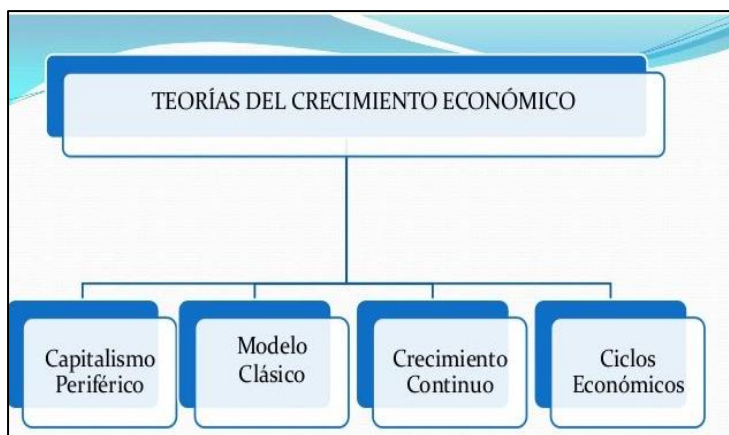 TEORÍAS DEL CRECIMIENTO ECONÓMICO
Capitalismo
Periférico
Modelo
Clásico
Crecimiento
Continuo
Ciclos
Económicos